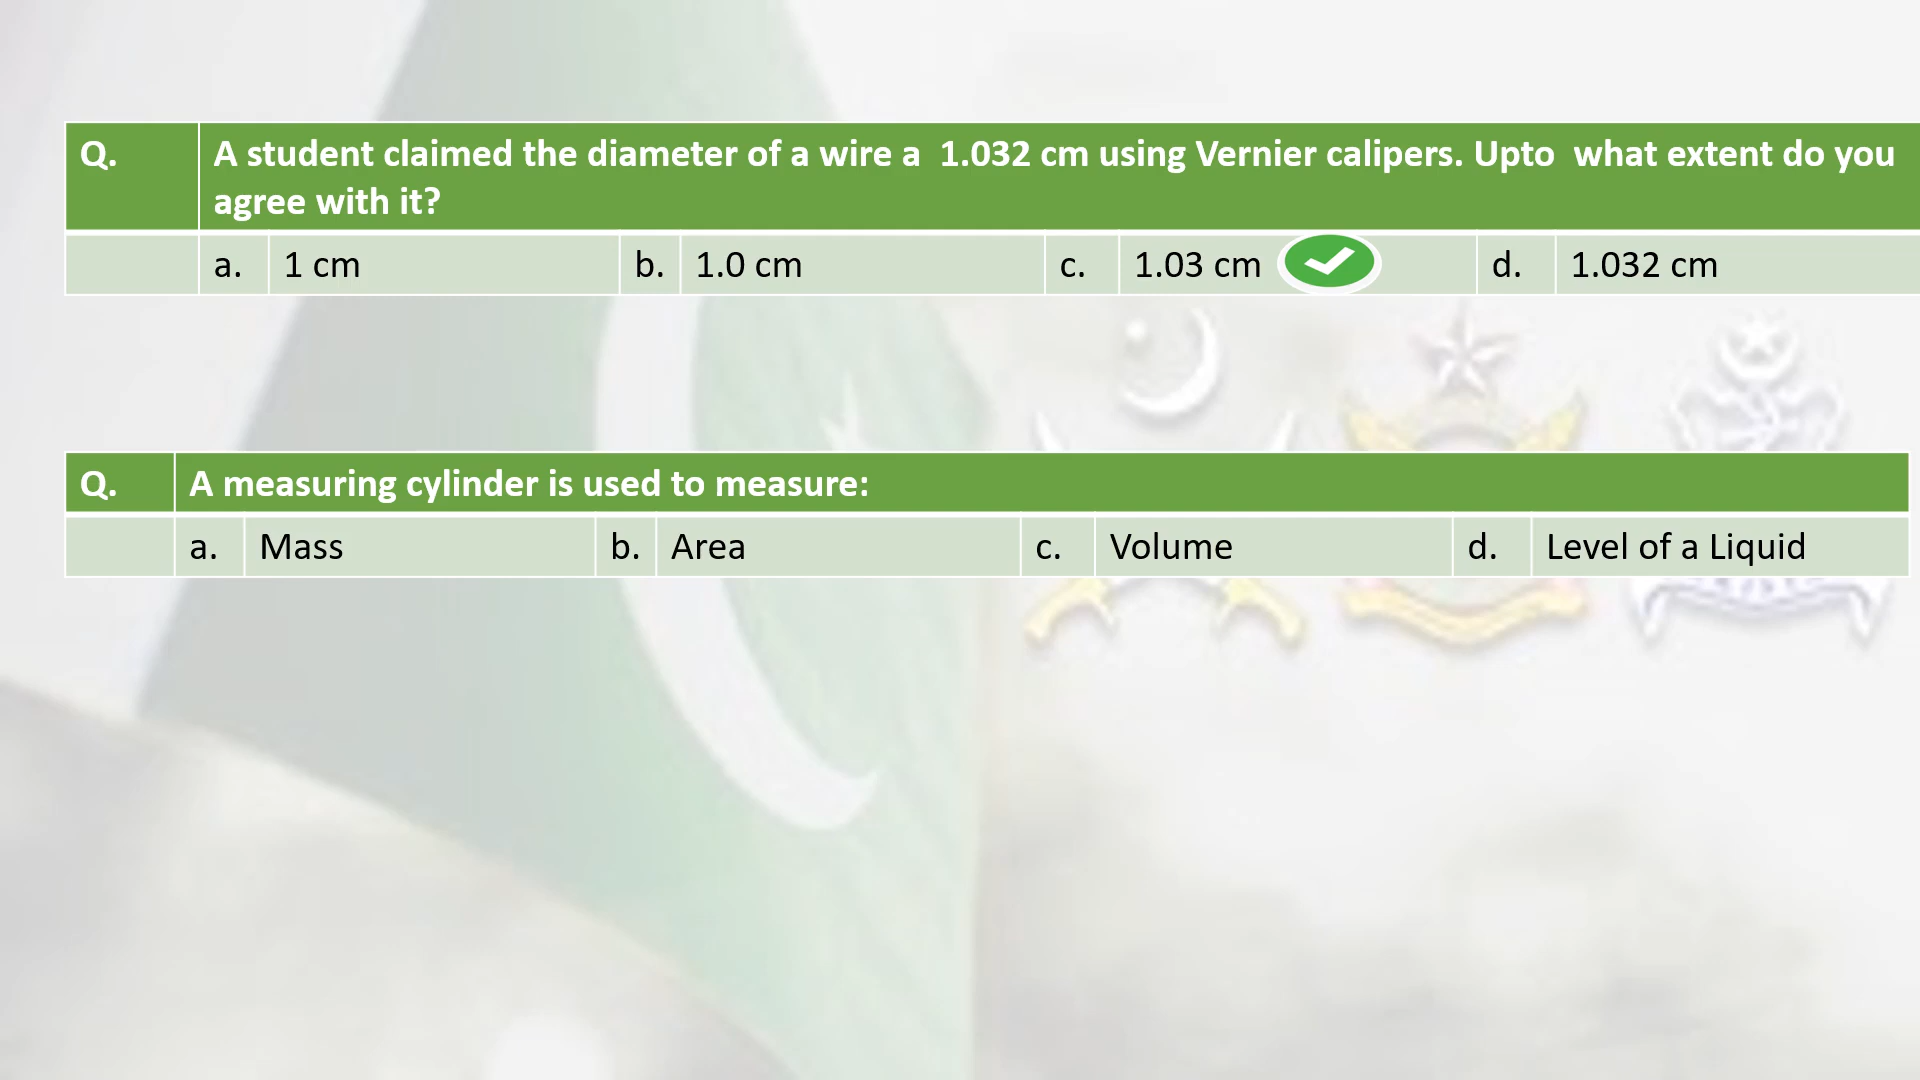 Q. A student claimed the diameter of a wire a 1.032 cm using Vernier calipers. Upto what extent do you
agree with it?
a. 1 cm b. 1.0 cm c. 1.03 cm d. 1.032 cm
Q. A measuring cylinder is used to measure:
a. Mass b. Area c. Volume d. Level of a Liquid